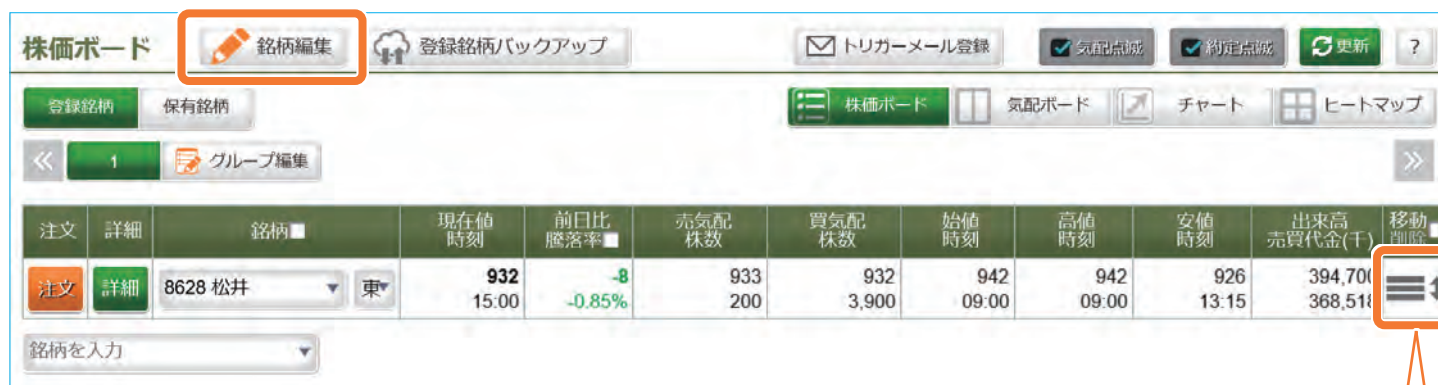 株価ボード 銘柄編集 登録銘柄バックアップ トリガーメール登録 気配点滅 約定点滅 更新 ?
登録銘柄 保有銘柄 株価ボード 気配ボード チャート ヒートマップ
≪ 1 グループ編集 ≫
注文 詳細 銘柄 現在値 前日比 売気配 買気配 始値 高値 安値 出来高 移動
時刻 騰落率 株数 株数 時刻 時刻 時刻 売買代金(千) 削除
注文 詳細 8628 松井 東 932 -8 933 932 942 942 926 394,700
15:00 -0.85% 200 3,900 09:00 09:00 13:15 368,518
銘柄を入力